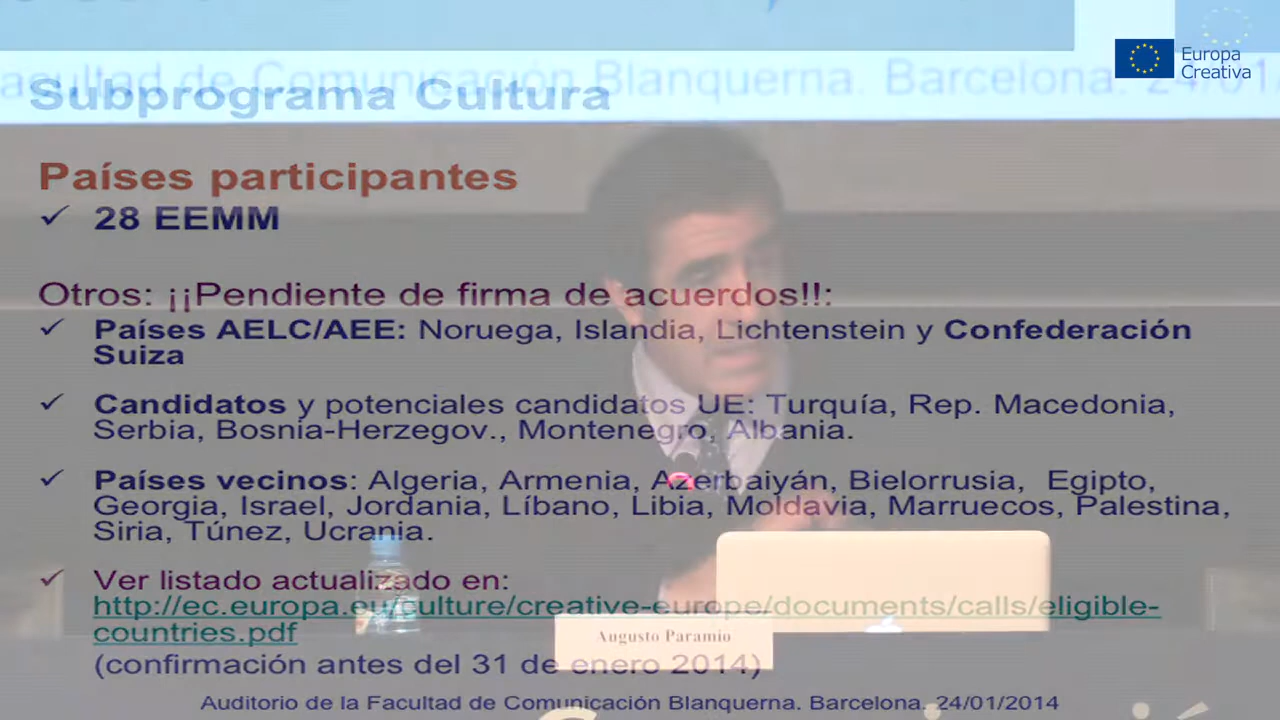 Europa
Creativa
Facultad de Comunicación Blanquerna. Barcelona. 24/01
Subprograma Cultura
Países participantes
✓ 28 EEMM
Otros: ¡¡Pendiente de firma de acuerdos!!:
✓ Países AELC/AEE: Noruega, Islandia, Lichtenstein y Confederación
Suiza
✓ Candidatos y potenciales candidatos UE: Turquía, Rep. Macedonia,
Serbia, Bosnia-Herzegov., Montenegro, Albania.
✓ Países vecinos: Algeria, Armenia, Azerbaiyán, Bielorrusia, Egipto,
Georgia, Israel, Jordania, Líbano, Libia, Moldavia, Marruecos, Palestina,
Siria, Túnez, Ucrania.
✓ Ver listado actualizado en:
http://ec.europa.eu/culture/creative-europe/documents/calls/eligible-
countries.pdf
Augusto Paramio
(confirmación antes del 31 de enero 2014)
Auditorio de la Facultad de Comunicación Blanquerna. Barcelona. 24/01/2014